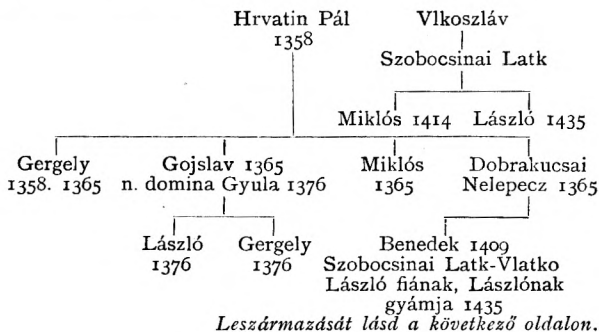 Hrvatin Pál Vlkoszláv
1358
Szobocsinai Latk
Miklós 1414 László 1435
Gergely Gojslav 1365 Miklós Dobrakucsai
1358. 1365 n. domina Gyula 1376 1365 Nelepecz 1365
László Gergely Benedek 1409
1376 1376 Szobocsinai Latk-Vlatko
László fiának, Lászlónak
gyámja 1435
Leszármazását lásd a következő oldalon.